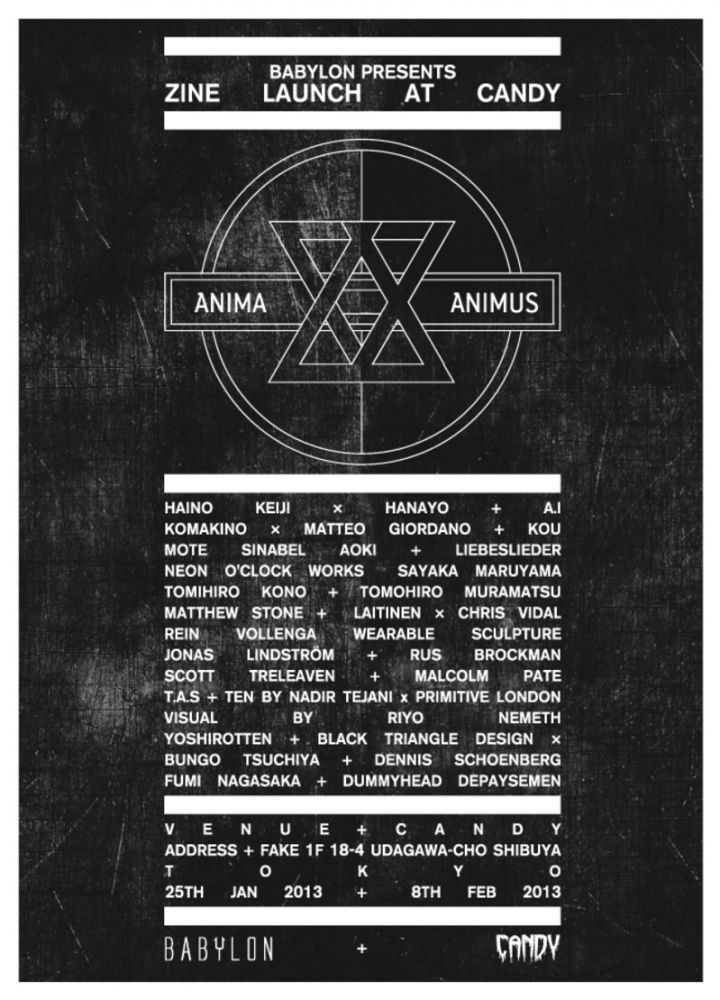 BABYLON PRESENTS
ZINE LAUNCH AT CANDY
ANIMA ANIMUS
HAINO KEIJI × HANAYO + A.I
KOMAKINO × MATTEO GIORDANO + KOU
MOTE SINABEL AOKI + LIEBESLIEDER
NEON O'CLOCK WORKS SAYAKA MARUYAMA
TOMIHIRO KONO + TOMOHIRO MURAMATSU
MATTHEW STONE + LAITINEN × CHRIS VIDAL
REIN VOLLENGA WEARABLE SCULPTURE
JONAS LINDSTRÖM + RUS BROCKMAN
SCOTT TRELEAVEN + MALCOLM PATE
T.A.S + TEN BY NADIR TEJANI x PRIMITIVE LONDON
VISUAL BY RIYO NEMETH
YOSHIROTTEN + BLACK TRIANGLE DESIGN ×
BUNGO TSUCHIYA + DENNIS SCHOENBERG
FUMI NAGASAKA + DUMMYHEAD DEPAYSEMEN
VENUE + CANDY
ADDRESS + FAKE 1F 18-4 UDAGAWA-CHO SHIBUYA
TOKYO
25TH JAN 2013 + 8TH FEB 2013
BABYLON + CANDY